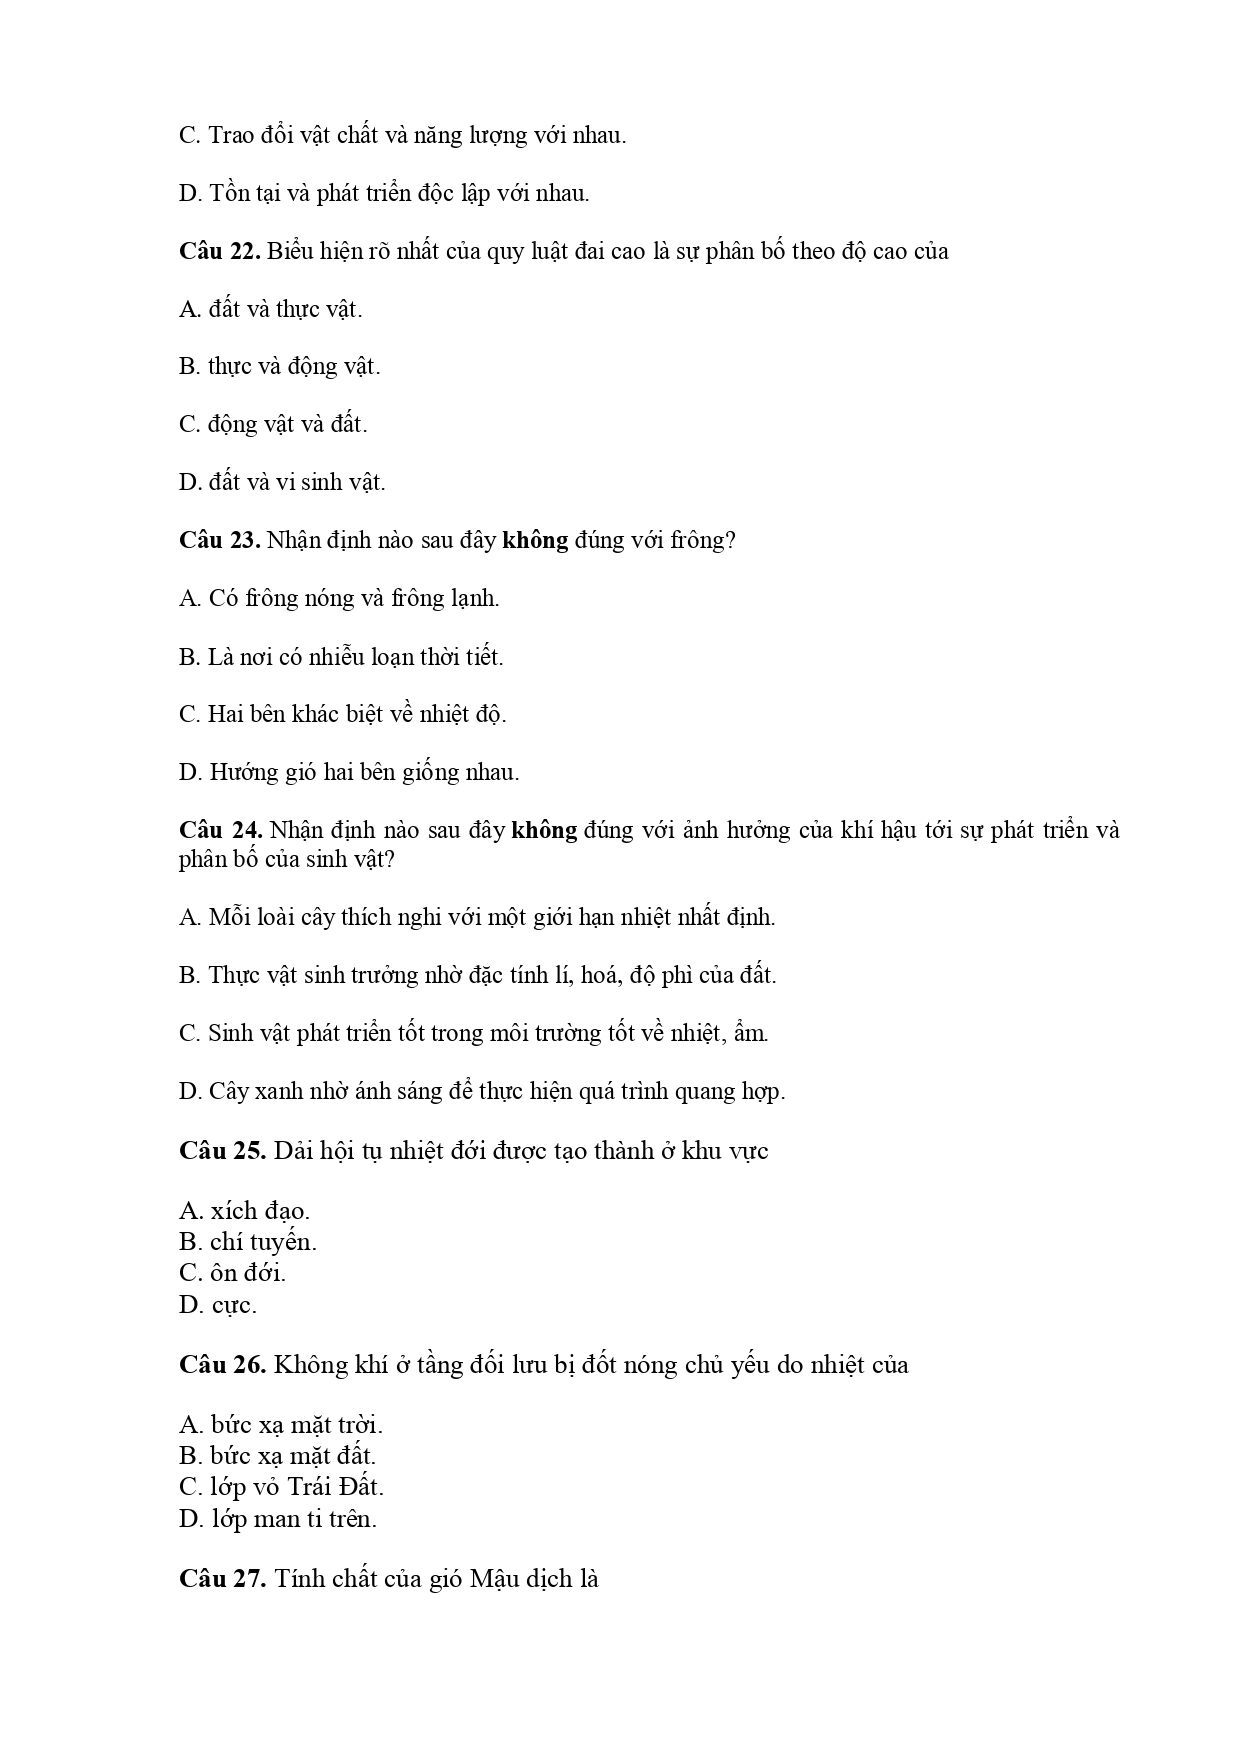 C. Trao đổi vật chất và năng lượng với nhau.
D. Tồn tại và phát triển độc lập với nhau.
Câu 22. Biểu hiện rõ nhất của quy luật đai cao là sự phân bố theo độ cao của
A. đất và thực vật.
B. thực và động vật.
C. động vật và đất.
D. đất và vi sinh vật.
Câu 23. Nhận định nào sau đây không đúng với frông?
A. Có frông nóng và frông lạnh.
B. Là nơi có nhiễu loạn thời tiết.
C. Hai bên khác biệt về nhiệt độ.
D. Hướng gió hai bên giống nhau.
Câu 24. Nhận định nào sau đây không đúng với ảnh hưởng của khí hậu tới sự phát triển và
phân bố của sinh vật?
A. Mỗi loài cây thích nghi với một giới hạn nhiệt nhất định.
B. Thực vật sinh trưởng nhờ đặc tính lí, hoá, độ phì của đất.
C. Sinh vật phát triển tốt trong môi trường tốt về nhiệt, ẩm.
D. Cây xanh nhờ ánh sáng để thực hiện quá trình quang hợp.
Câu 25. Dải hội tụ nhiệt đới được tạo thành ở khu vực
A. xích đạo.
B. chí tuyến.
C. ôn đới.
D. cực.
Câu 26. Không khí ở tầng đối lưu bị đốt nóng chủ yếu do nhiệt của
A. bức xạ mặt trời.
B. bức xạ mặt đất.
C. lớp vỏ Trái Đất.
D. lớp man ti trên.
Câu 27. Tính chất của gió Mậu dịch là